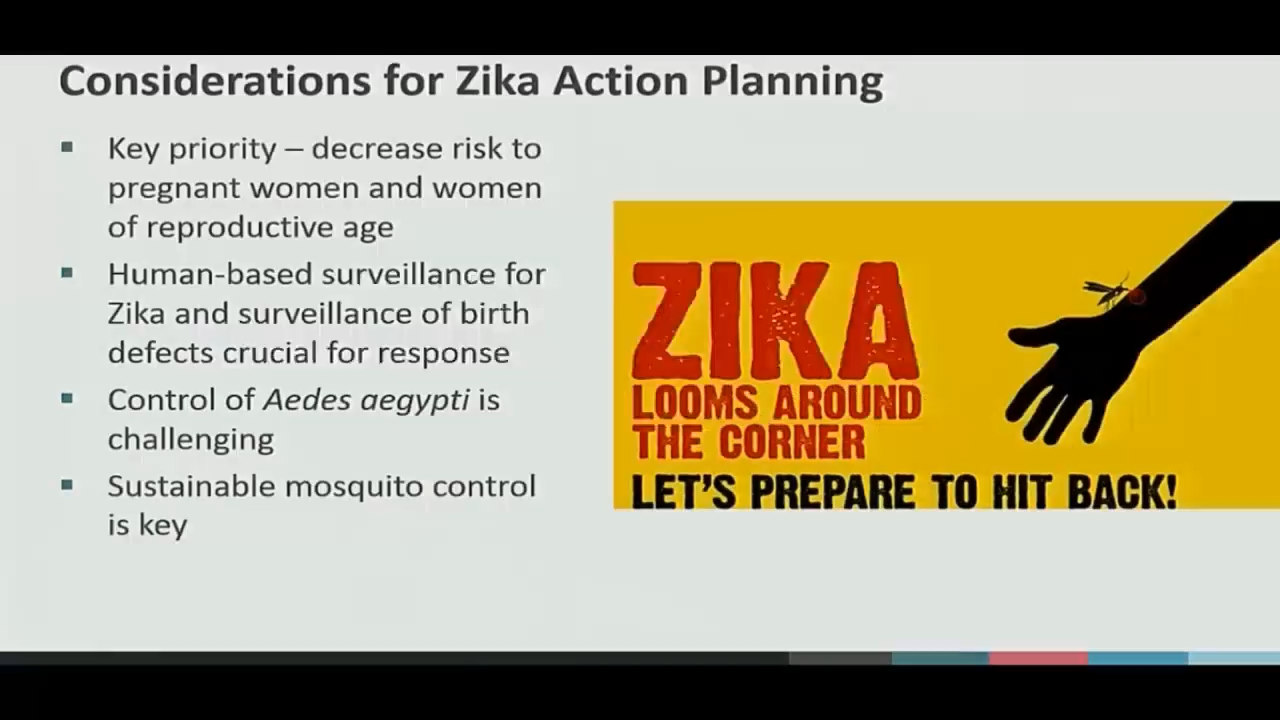 Considerations for Zika Action Planning
Key priority – decrease risk to
pregnant women and women
of reproductive age
Human-based surveillance for
Zika and surveillance of birth
defects crucial for response
Control of Aedes aegypti is
challenging
Sustainable mosquito control
is key
ZIKA
LOOMS AROUND
THE CORNER
LET'S PREPARE TO HIT BACK!